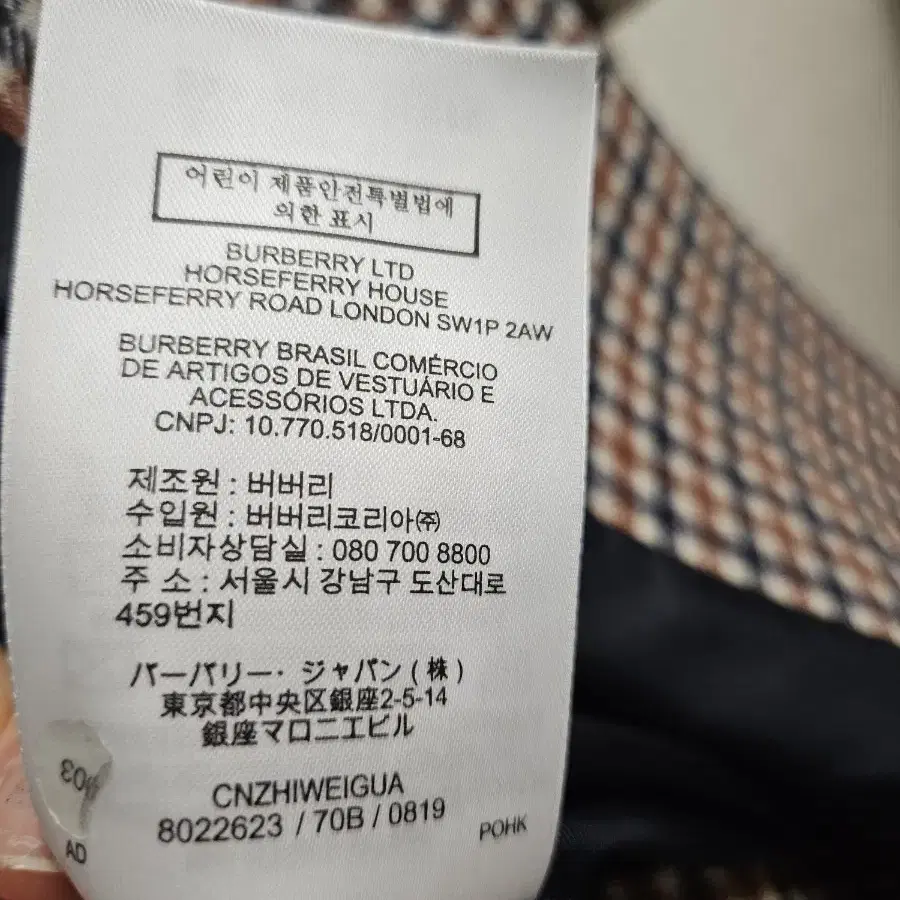 어린이 제품안전특별법에
의한 표시
BURBERRY LTD
HORSEFERRY HOUSE
HORSEFERRY ROAD LONDON SW1P 2AW
BURBERRY BRASIL COMÉRCIO
DE ARTIGOS DE VESTUÁRIO E
ACESSÓRIOS LTDA.
CNPJ: 10.770.518/0001-68
제조원 : 버버리
수입원 : 버버리코리아㈜
소비자상담실 : 080 700 8800
주 소 : 서울시 강남구 도산대로
459번지
バーバリー・ジャパン ( 株 )
東京都中央区銀座2-5-14
銀座マロニエビル
CNZHIWEIGUA
8022623 / 70B / 0819
POHK
AD